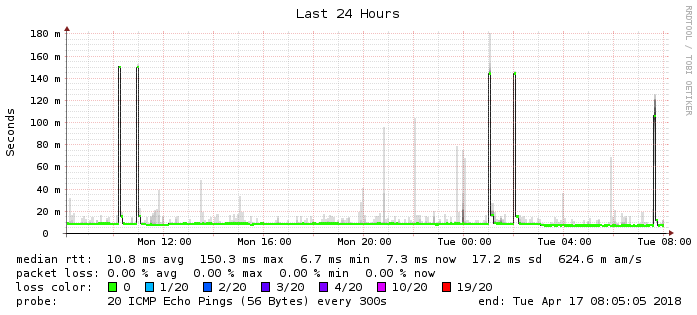 Last 24 Hours
RRDTOOL / TOBI OETIKER
Seconds
180 m
160 m
140 m
120 m
100 m
80 m
60 m
40 m
20 m
0
Mon 12:00 Mon 16:00 Mon 20:00 Tue 00:00 Tue 04:00 Tue 08:00
median rtt: 10.8 ms avg 150.3 ms max 6.7 ms min 7.3 ms now 17.2 ms sd 624.6 m am/s
packet loss: 0.00 % avg 0.00 % max 0.00 % min 0.00 % now
loss color: 0 1/20 2/20 3/20 4/20 10/20 19/20
probe: 20 ICMP Echo Pings (56 Bytes) every 300s end: Tue Apr 17 08:05:05 2018